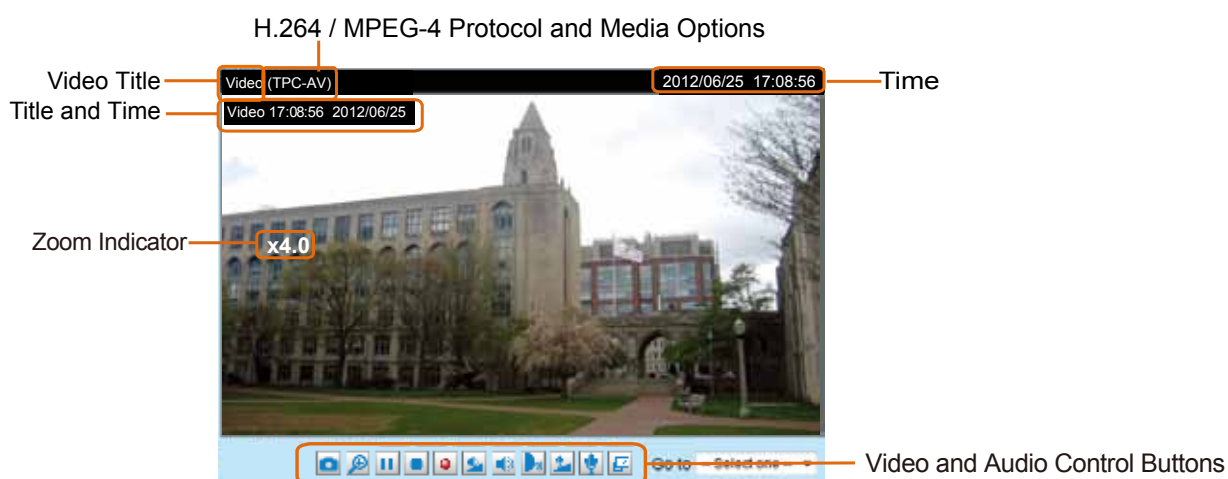 H.264 / MPEG-4 Protocol and Media Options
Video Title
Video (TPC-AV)
2012/06/25 17:08:56
Time
Title and Time
Video 17:08:56 2012/06/25
Zoom Indicator
x4.0
Go to
-- Select one --
Video and Audio Control Buttons